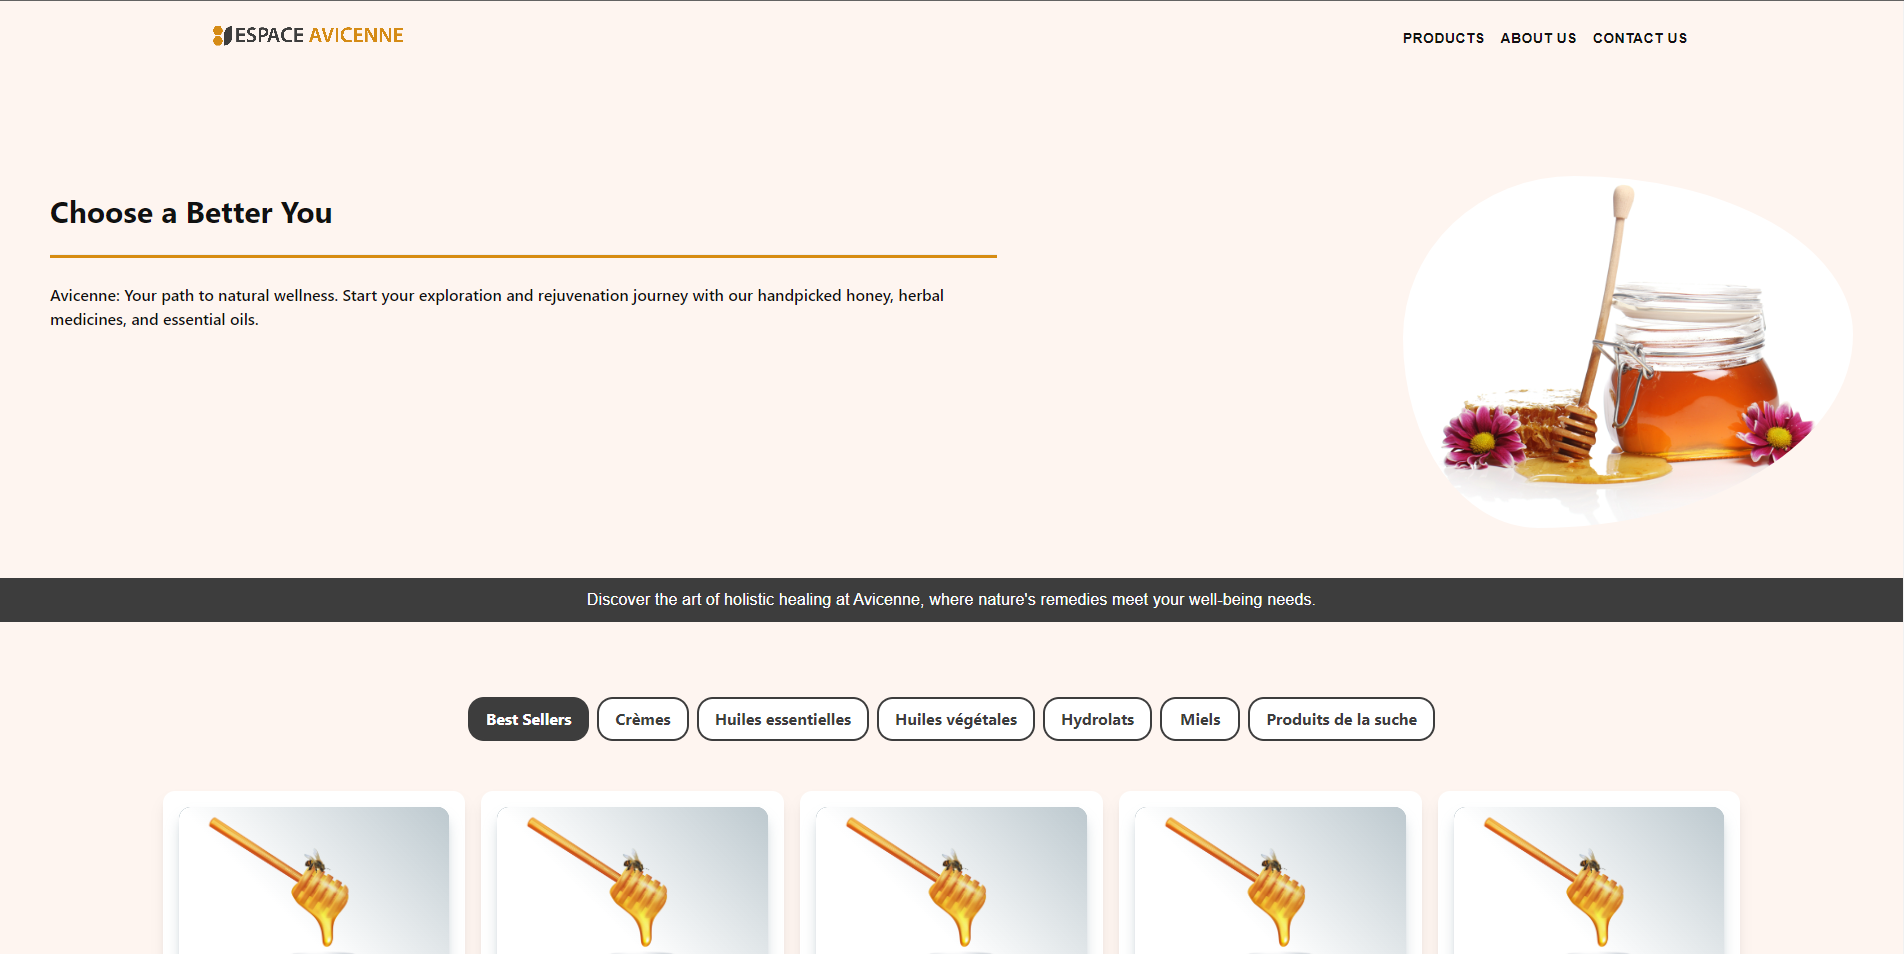 ESPACE AVICENNE
PRODUCTS ABOUT US CONTACT US
Choose a Better You
Avicenne: Your path to natural wellness. Start your exploration and rejuvenation journey with our handpicked honey, herbal
medicines, and essential oils.
Discover the art of holistic healing at Avicenne, where nature's remedies meet your well-being needs.
Best Sellers Crèmes Huiles essentielles Huiles végétales Hydrolats Miels Produits de la suche